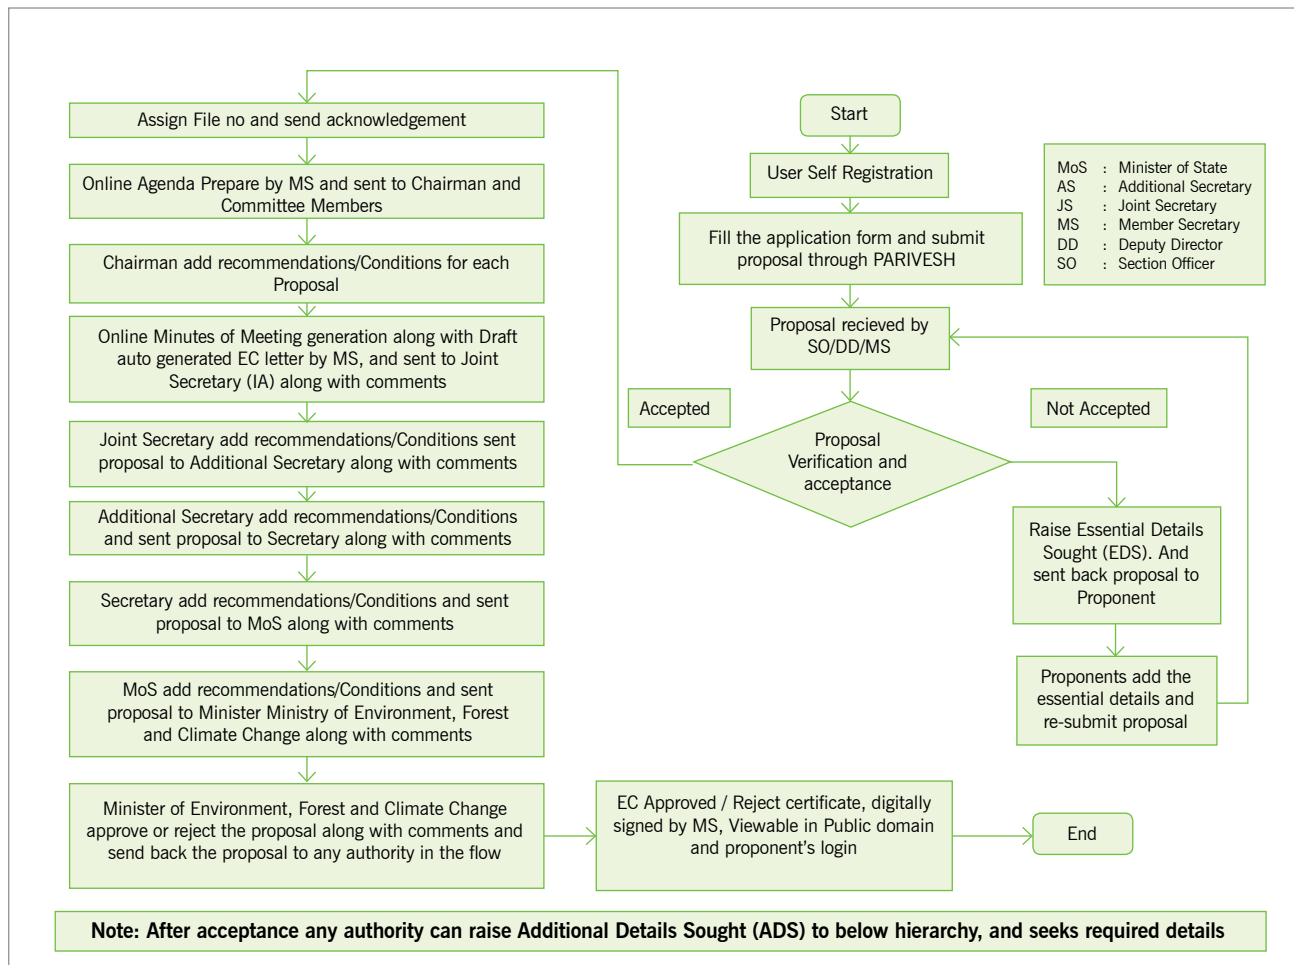 Start
User Self Registration
Fill the application form and submit
proposal through PARIVESH
Proposal recieved by
SO/DD/MS
Proposal
Verification and
acceptance
Accepted
Not Accepted
Raise Essential Details
Sought (EDS). And
sent back proposal to
Proponent
Proponents add the
essential details and
re-submit proposal
MoS : Minister of State
AS : Additional Secretary
JS : Joint Secretary
MS : Member Secretary
DD : Deputy Director
SO : Section Officer
Assign File no and send acknowledgement
Online Agenda Prepare by MS and sent to Chairman and
Committee Members
Chairman add recommendations/Conditions for each
Proposal
Online Minutes of Meeting generation along with Draft
auto generated EC letter by MS, and sent to Joint
Secretary (IA) along with comments
Joint Secretary add recommendations/Conditions sent
proposal to Additional Secretary along with comments
Additional Secretary add recommendations/Conditions
and sent proposal to Secretary along with comments
Secretary add recommendations/Conditions and sent
proposal to MoS along with comments
MoS add recommendations/Conditions and sent
proposal to Minister Ministry of Environment, Forest
and Climate Change along with comments
Minister of Environment, Forest and Climate Change
approve or reject the proposal along with comments and
send back the proposal to any authority in the flow
EC Approved / Reject certificate, digitally
signed by MS, Viewable in Public domain
and proponent's login
End
Note: After acceptance any authority can raise Additional Details Sought (ADS) to below hierarchy, and seeks required details